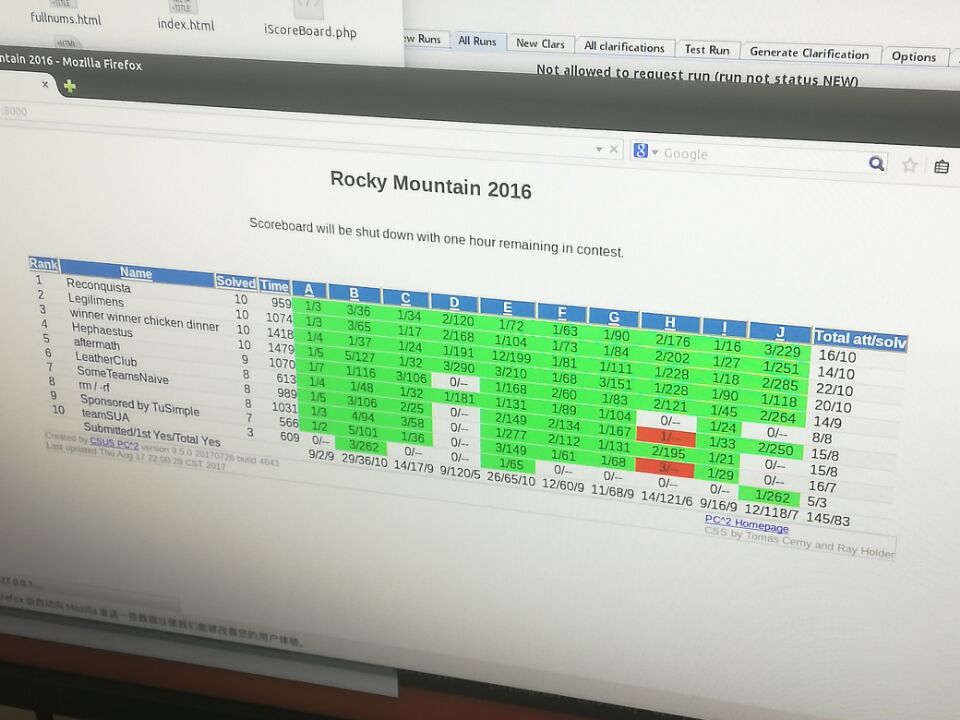 fullnums.html
index.html
iScoreBoard.php
ew Runs All Runs New Clars All clarifications Test Run Generate Clarification Options
Not allowed to request run (run not status NEW)
ntain 2016 - Mozilla Firefox
:8000
Google
Rocky Mountain 2016
Scoreboard will be shut down with one hour remaining in contest.
Rank Name Solved Time A B C D E F G H I J Total att/solv
1 Reconquista 10 959 1/3 3/36 1/34 2/120 1/72 1/63 1/90 2/176 1/16 3/229 16/10
2 Legilimens 10 1074 1/3 3/65 1/17 2/168 1/104 1/73 1/84 2/202 1/27 1/251 14/10
3 winner winner chicken dinner 10 1418 1/4 1/37 1/24 1/191 12/199 1/81 1/111 1/228 1/18 2/285 22/10
4 Hephaestus 10 1479 1/5 5/127 1/32 3/290 3/210 1/68 3/151 1/228 1/90 1/118 20/10
5 aftermath 9 1070 1/7 1/116 3/106 0/-- 1/168 2/60 1/83 2/121 1/45 2/264 14/9
6 LeatherClub 8 613 1/4 1/48 1/32 1/181 1/131 1/89 1/104 0/-- 1/24 0/-- 8/8
7 SomeTeamsNaive 8 989 1/5 3/106 2/25 0/-- 2/149 2/134 1/167 1/-- 1/33 2/250 15/8
8 rm / -rf 8 1031 1/3 4/94 3/58 0/-- 1/277 2/112 1/131 2/195 1/21 0/-- 15/8
9 Sponsored by TuSimple 7 566 1/2 5/101 1/36 0/-- 3/149 1/61 1/68 3/-- 1/29 0/-- 16/7
10 teamSUA 3 609 0/-- 3/262 0/-- 0/-- 1/65 0/-- 0/-- 0/-- 0/-- 1/262 5/3
Submitted/1st Yes/Total Yes 9/2/9 29/36/10 14/17/9 9/120/5 26/65/10 12/60/9 11/68/9 14/121/6 9/16/9 12/118/7 145/83
Created by CSUS PC^2 version 9.5.0 20170726 build 4643
Last updated Thu Aug 17 22:00:29 CST 2017
PC^2 Homepage
CSS by Tomas Cerny and Ray Holder
27.0.0.1...
refox 会自动向 Mozilla 发送一些数据以便我们能够改善您的用户体验。